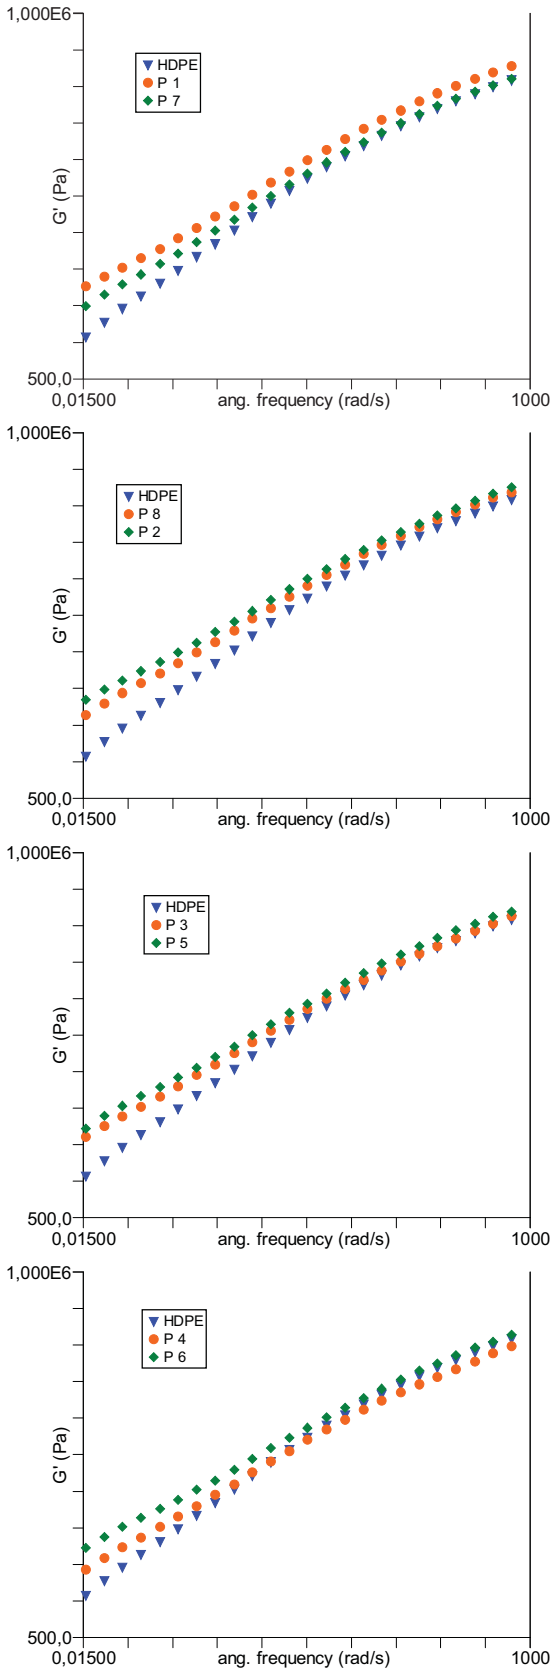 1,000E6
HDPE
P 1
P 7
G' (Pa)
500,0
0,01500
ang. frequency (rad/s)
1000
1,000E6
HDPE
P 8
P 2
G' (Pa)
500,0
0,01500
ang. frequency (rad/s)
1000
1,000E6
HDPE
P 3
P 5
G' (Pa)
500,0
0,01500
ang. frequency (rad/s)
1000
1,000E6
HDPE
P 4
P 6
G' (Pa)
500,0
0,01500
ang. frequency (rad/s)
1000